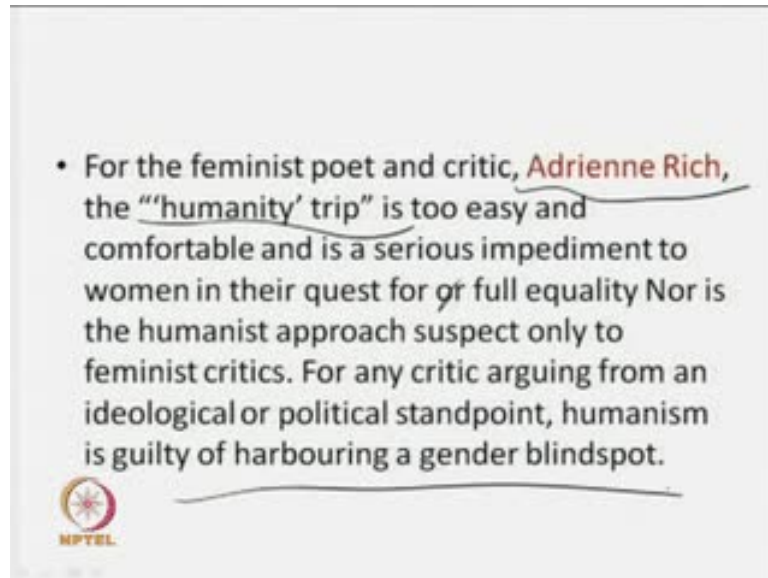 • For the feminist poet and critic, Adrienne Rich,
the “‘humanity’ trip” is too easy and
comfortable and is a serious impediment to
women in their quest for or full equality Nor is
the humanist approach suspect only to
feminist critics. For any critic arguing from an
ideological or political standpoint, humanism
is guilty of harbouring a gender blindspot.
NPTEL